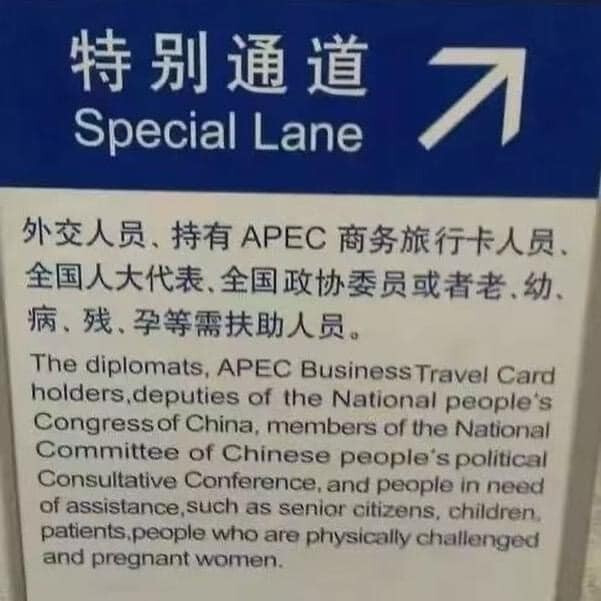 特别通道
Special Lane
外交人员、持有 APEC 商务旅行卡人员、
全国人大代表、全国政协委员或者老、幼、
病、残、孕等需扶助人员。
The diplomats, APEC Business Travel Card
holders,deputies of the National people's
Congress of China, members of the National
Committee of Chinese people's political
Consultative Conference, and people in need
of assistance,such as senior citizens, children,
patients,people who are physically challenged
and pregnant women.